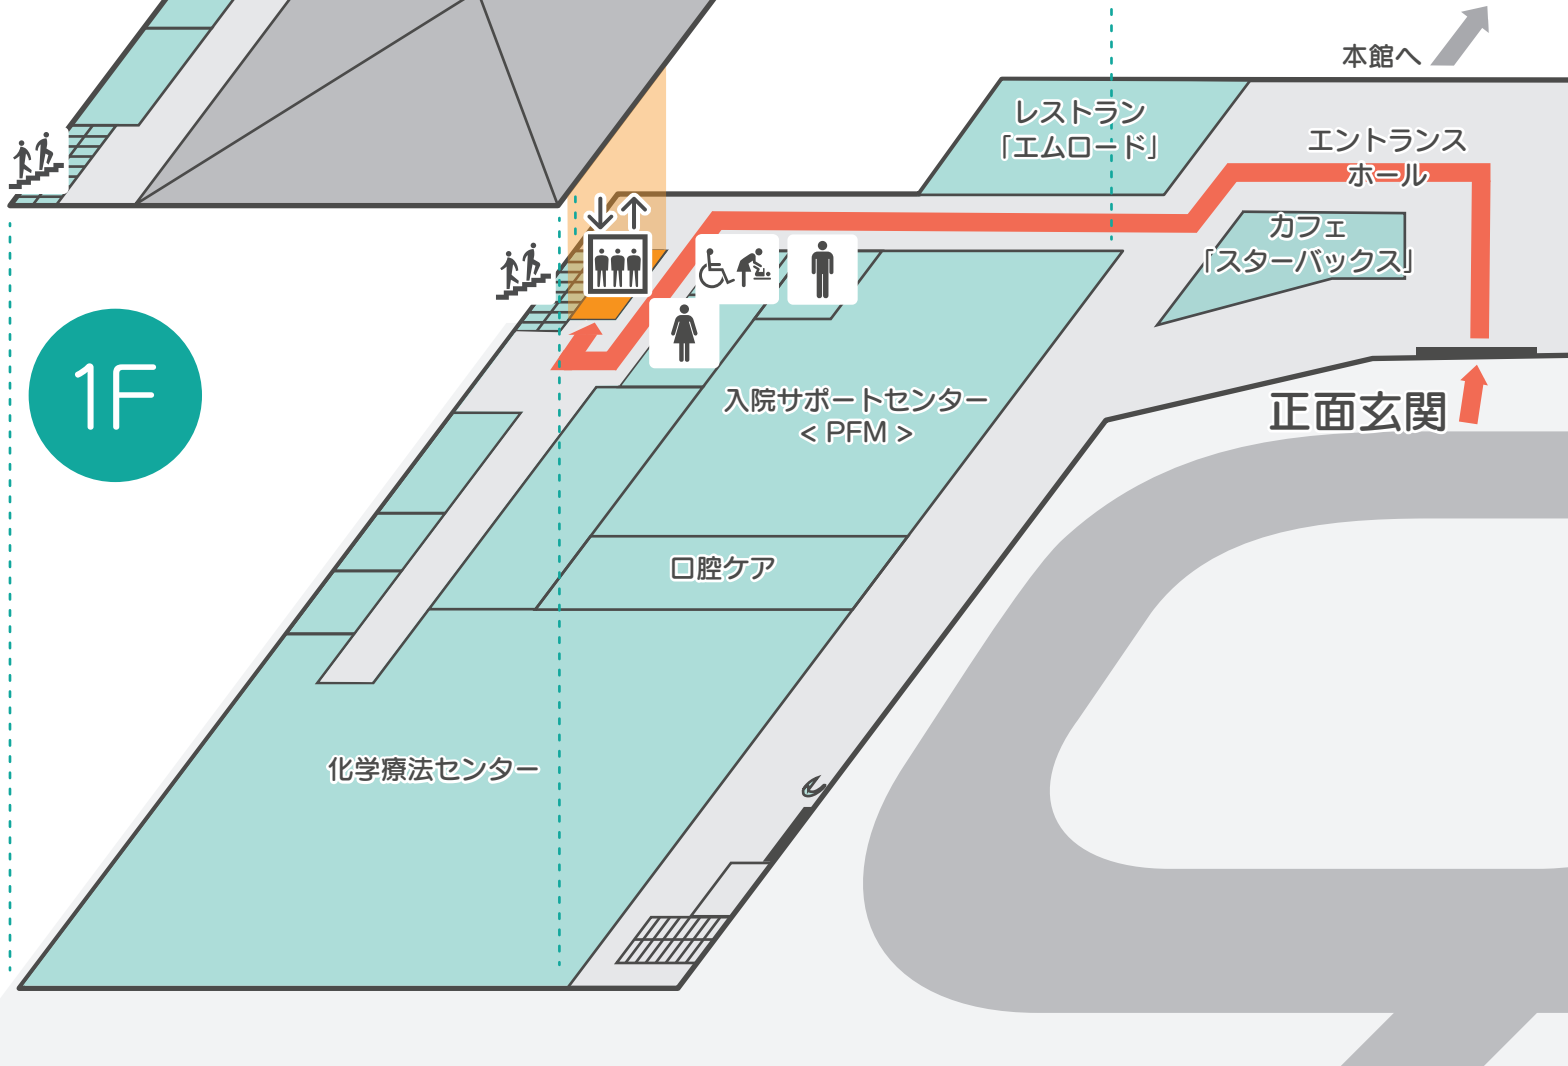 本館へ
レストラン
「エムロード」
エントランス
ホール
カフェ
「スターバックス」
1F
入院サポートセンター
< PFM >
正面玄関
口腔ケア
化学療法センター